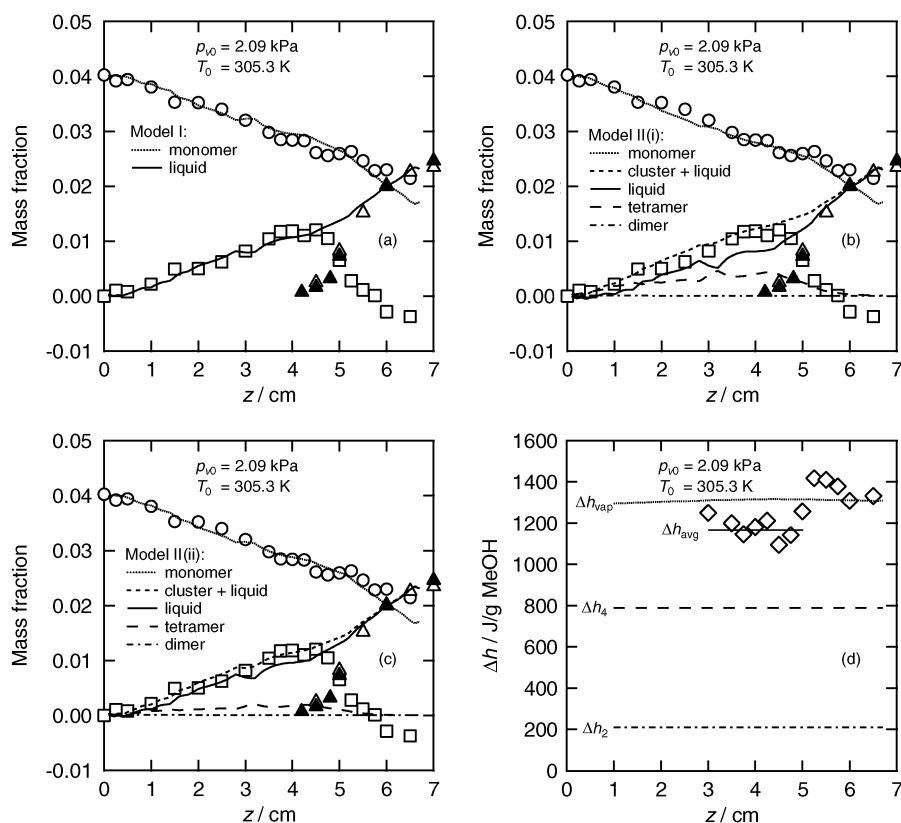 0.05
0.04
0.03
0.02
0.01
0.00
-0.01
Mass fraction
p_v0 = 2.09 kPa
T_0 = 305.3 K
Model I:
monomer
liquid
(a)
0 1 2 3 4 5 6 7
z / cm
0.05
0.04
0.03
0.02
0.01
0.00
-0.01
Mass fraction
p_v0 = 2.09 kPa
T_0 = 305.3 K
Model II(i):
monomer
cluster + liquid
liquid
tetramer
dimer
(b)
0 1 2 3 4 5 6 7
z / cm
0.05
0.04
0.03
0.02
0.01
0.00
-0.01
Mass fraction
p_v0 = 2.09 kPa
T_0 = 305.3 K
Model II(ii):
monomer
cluster + liquid
liquid
tetramer
dimer
(c)
0 1 2 3 4 5 6 7
z / cm
1600
1400
1200
1000
800
600
400
200
0
Δh / J/g MeOH
p_v0 = 2.09 kPa
T_0 = 305.3 K
Δh_vap
Δh_avg
Δh_4
(d)
Δh_2
0 1 2 3 4 5 6 7
z / cm